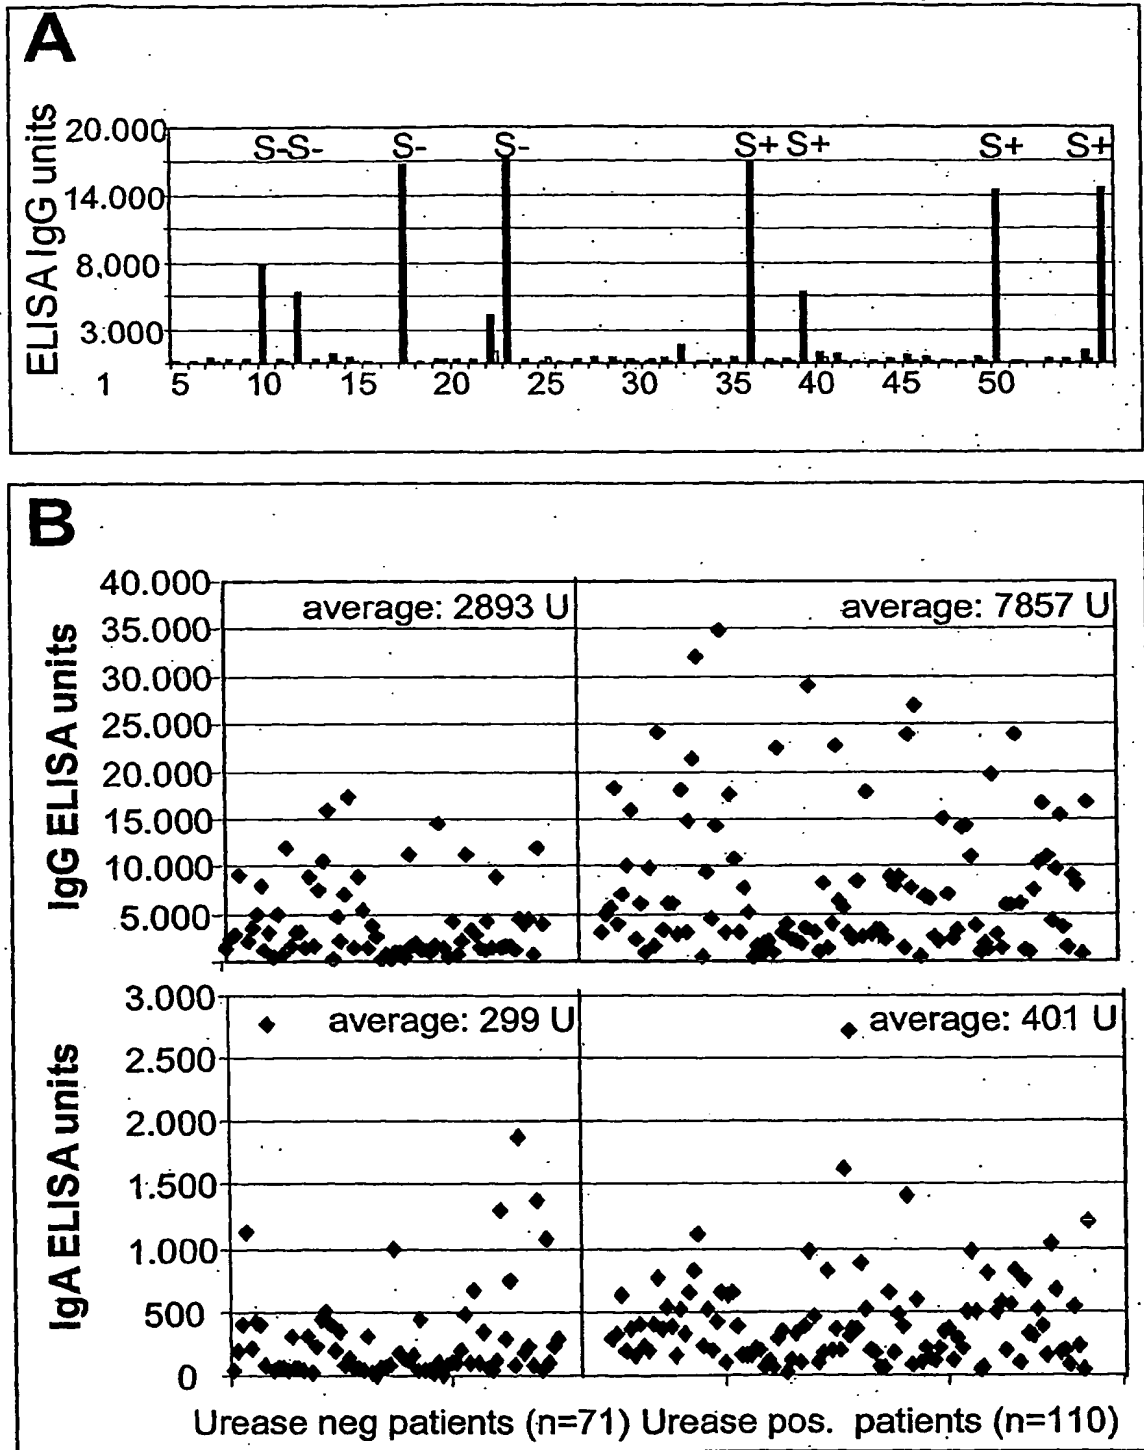 A
ELISA IgG units
20.000
S- S- S- S- S+ S+ S+ S+
14.000
8.000
3.000
1 5 10 15 20 25 30 35 40 45 50
B
IgG ELISA units
40.000
average: 2893 U average: 7857 U
35.000
30.000
25.000
20.000
15.000
10.000
5.000
IgA ELISA units
3.000
average: 299 U average: 401 U
2.500
2.000
1.500
1.000
500
0
Urease neg patients (n=71) Urease pos. patients (n=110)